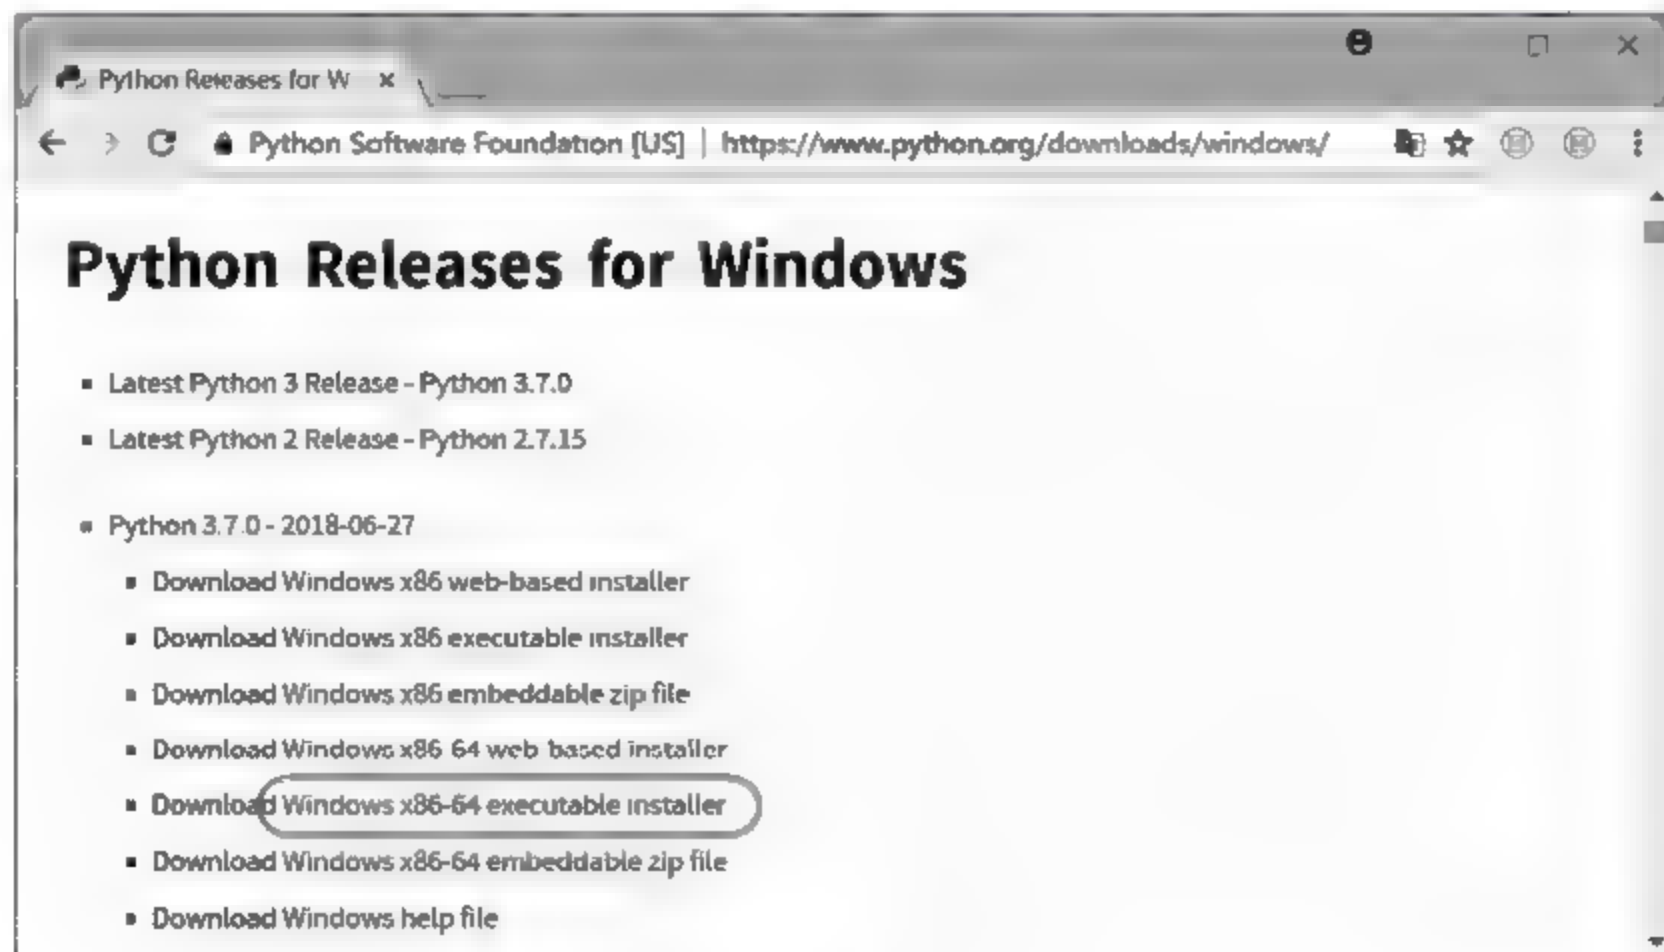 Python Releases for W
Python Software Foundation [US] | https://www.python.org/downloads/windows/
Python Releases for Windows
Latest Python 3 Release - Python 3.7.0
Latest Python 2 Release - Python 2.7.15
Python 3.7.0 - 2018-06-27
Download Windows x86 web-based installer
Download Windows x86 executable installer
Download Windows x86 embeddable zip file
Download Windows x86-64 web-based installer
Download Windows x86-64 executable installer
Download Windows x86-64 embeddable zip file
Download Windows help file